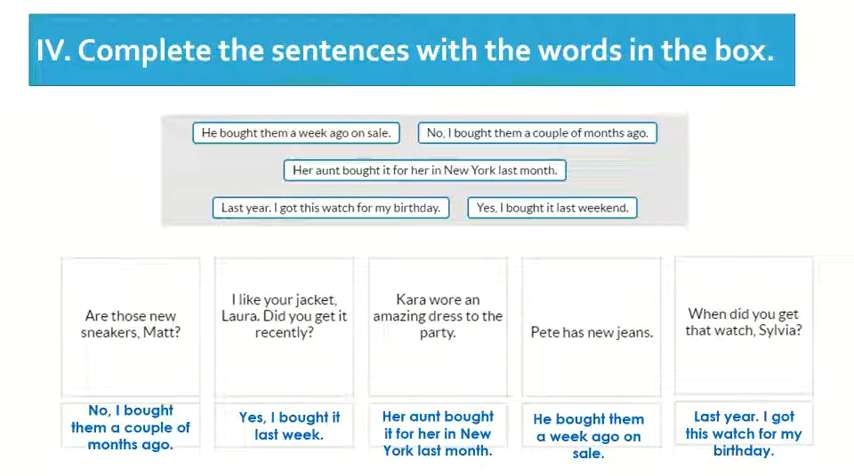 IV. Complete the sentences with the words in the box.
He bought them a week ago on sale.
No, I bought them a couple of months ago.
Her aunt bought it for her in New York last month.
Last year. I got this watch for my birthday.
Yes, I bought it last weekend.
Are those new
sneakers, Matt?
I like your jacket,
Laura. Did you get it
recently?
Kara wore an
amazing dress to the
party.
Pete has new jeans.
When did you get
that watch, Sylvia?
No, I bought
them a couple of
months ago.
Yes, I bought it
last week.
Her aunt bought
it for her in New
York last month.
He bought them
a week ago on
sale.
Last year. I got
this watch for my
birthday.